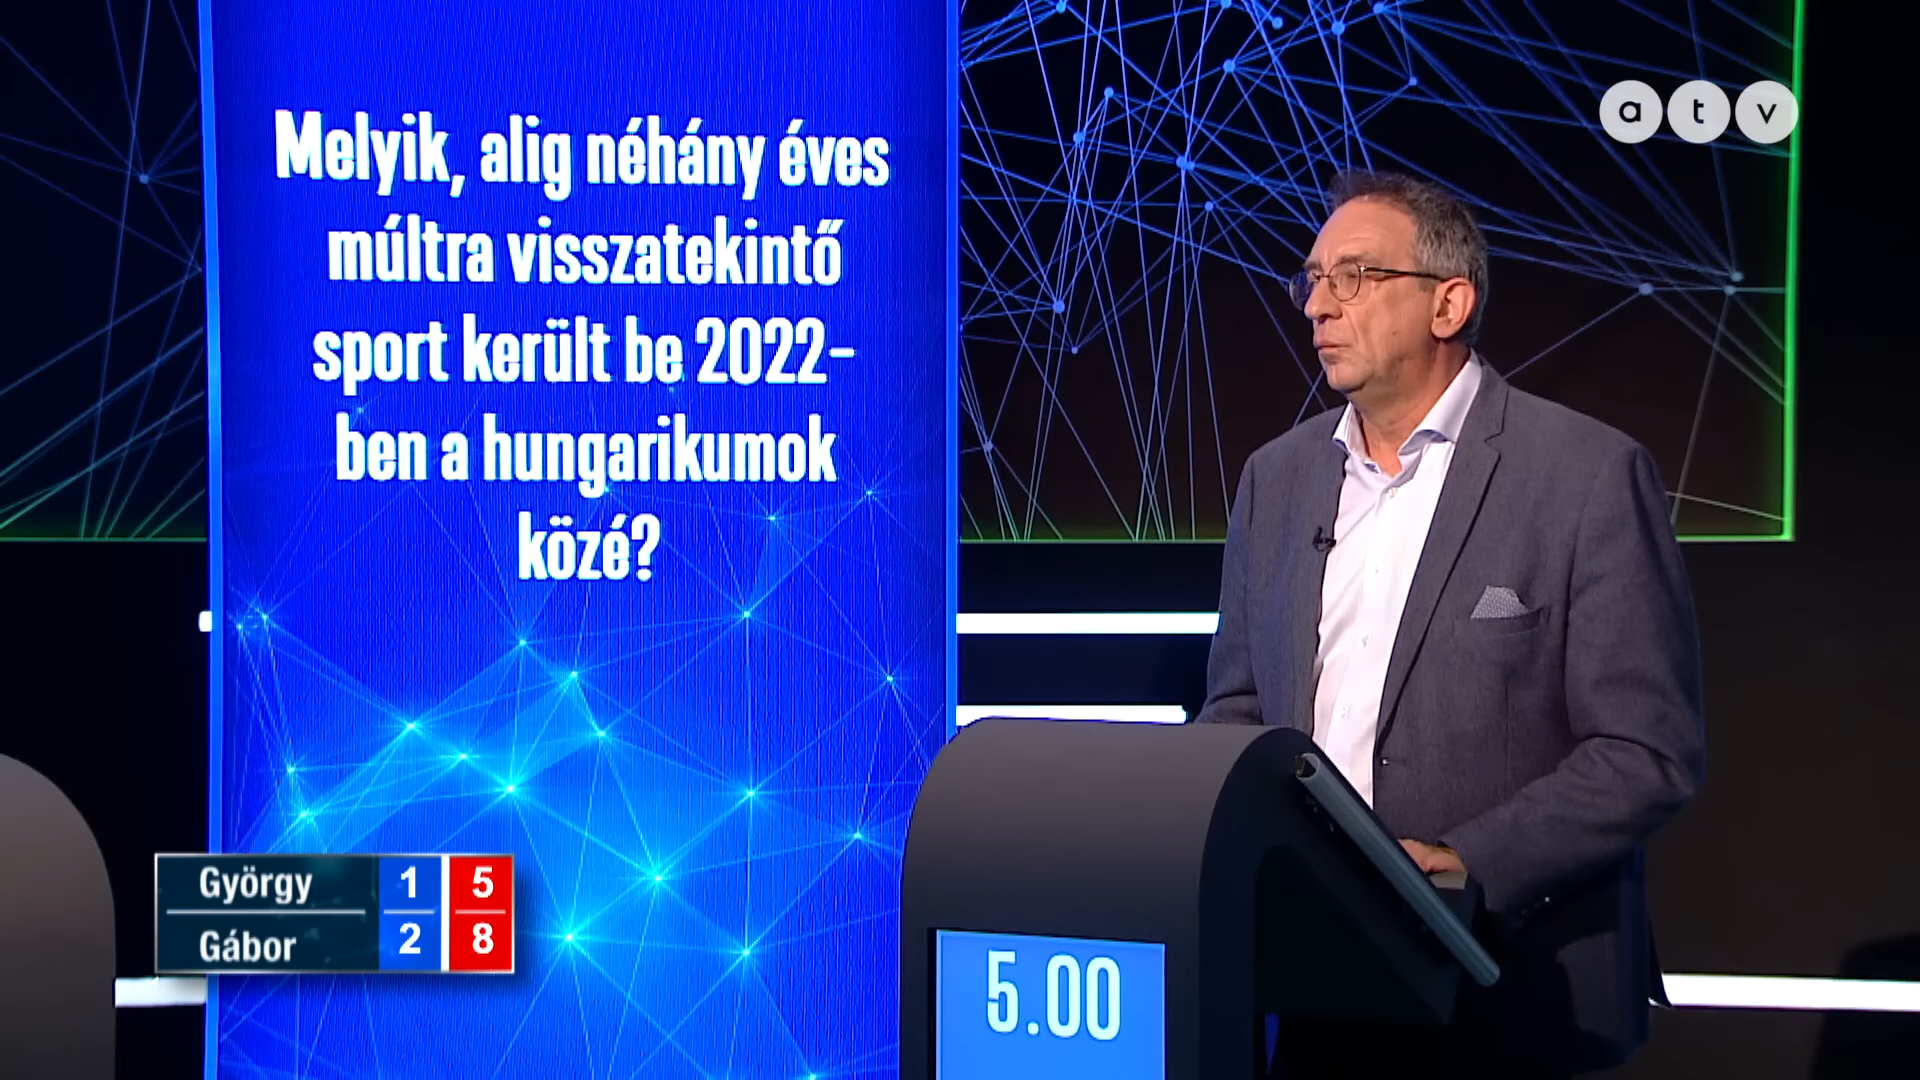 Melyik, alig néhány éves
múltra visszatekintő
sport került be 2022-
ben a hungarikumok
közé?
atv
György 1 5
Gábor 2 8
5.00